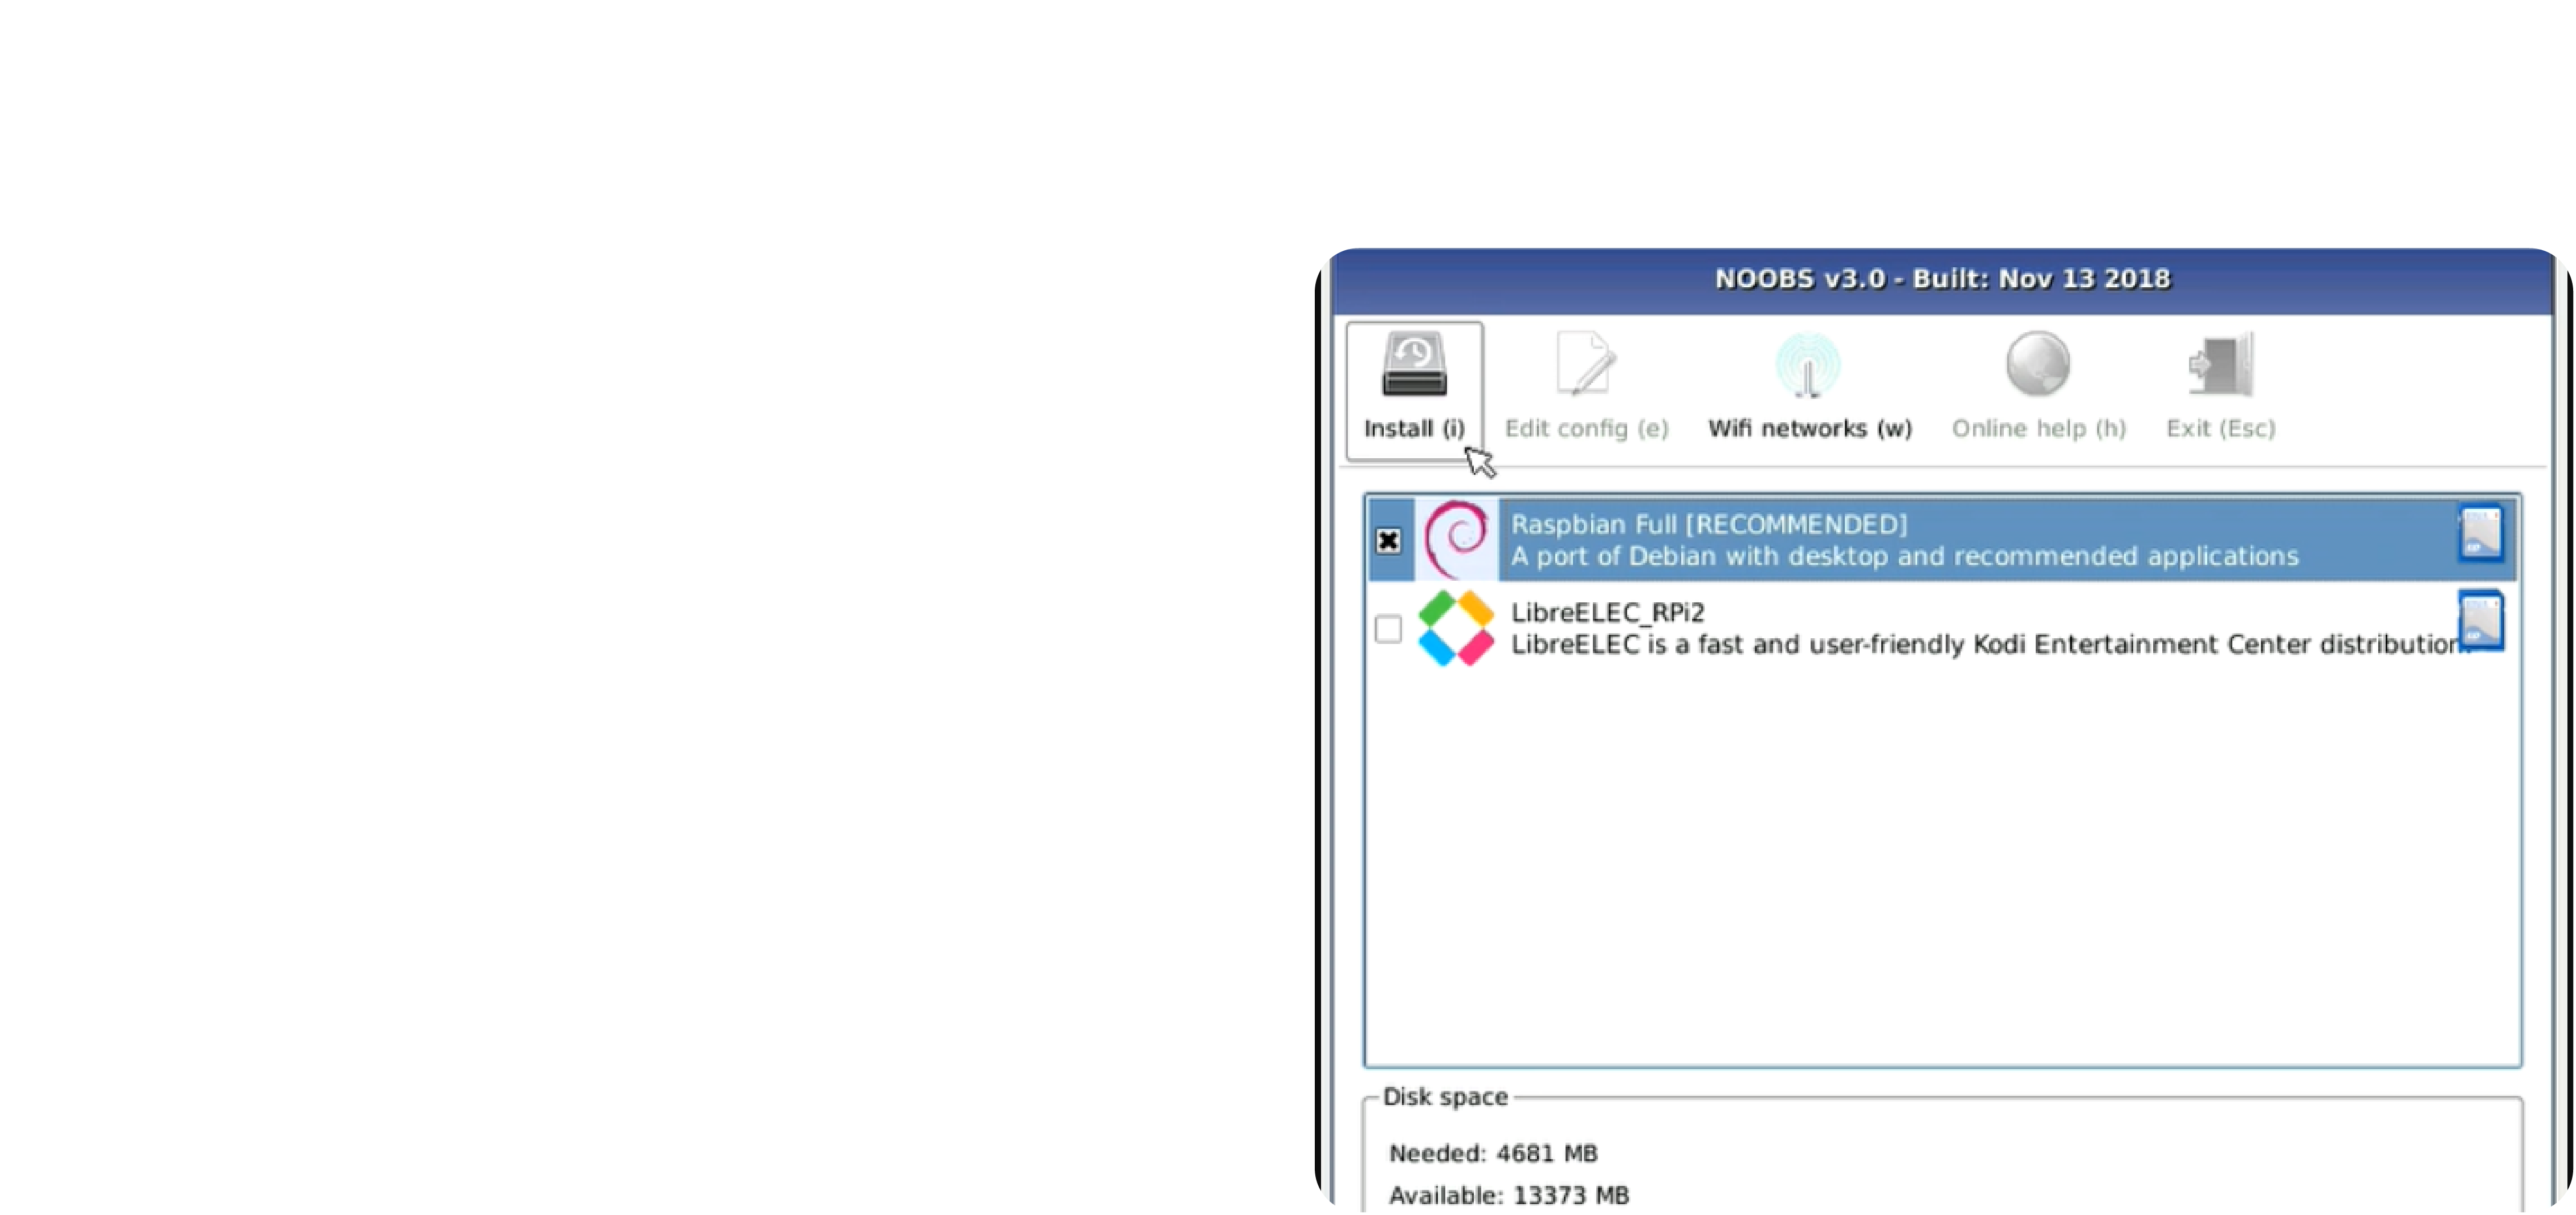 NOOBS v3.0 - Built: Nov 13 2018
Install (i) Edit config (e) Wifi networks (w) Online help (h) Exit (Esc)
Raspbian Full [RECOMMENDED]
A port of Debian with desktop and recommended applications
LibreELEC_RPi2
LibreELEC is a fast and user-friendly Kodi Entertainment Center distribution
Disk space
Needed: 4681 MB
Available: 13373 MB